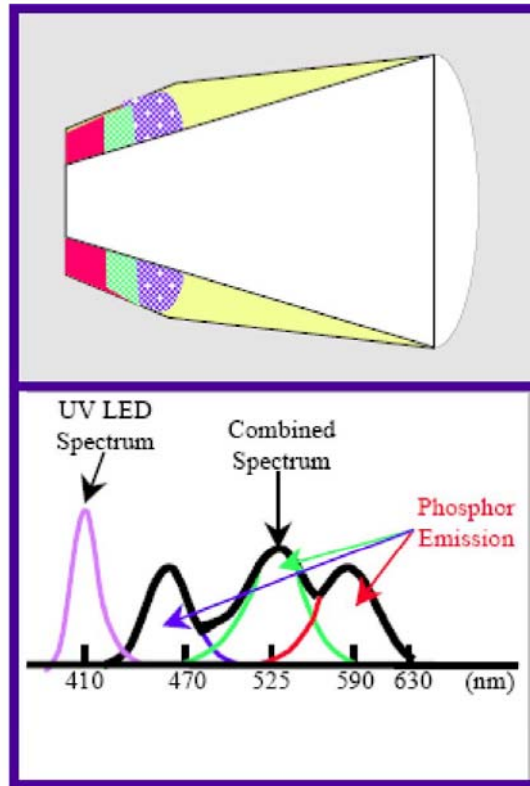 UV LED
Spectrum
Combined
Spectrum
Phosphor
Emission
410 470 525 590 630 (nm)